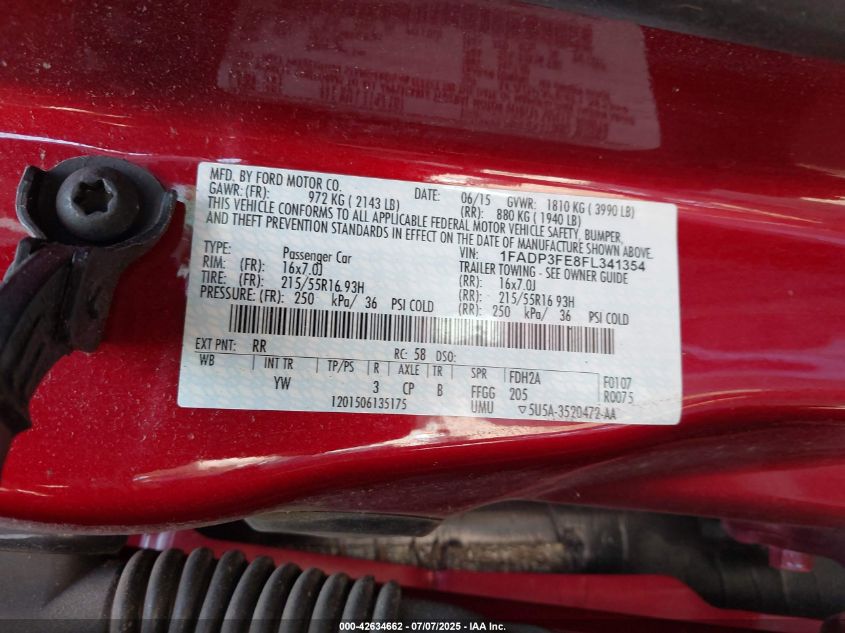 MFD. BY FORD MOTOR CO. DATE: 06/15 GVWR: 1810 KG ( 3990 LB)
GAWR: (FR): 972 KG ( 2143 LB) (RR): 880 KG ( 1940 LB)
THIS VEHICLE CONFORMS TO ALL APPLICABLE FEDERAL MOTOR VEHICLE SAFETY, BUMPER,
AND THEFT PREVENTION STANDARDS IN EFFECT ON THE DATE OF MANUFACTURE SHOWN ABOVE.
VIN: 1FADP3FE8FL341354
TYPE: Passenger Car TRAILER TOWING - SEE OWNER GUIDE
RIM: (FR): 16x7.0J (RR): 16x7.0J
TIRE: (FR): 215/55R16 93H (RR): 215/55R16 93H
PRESSURE: (FR): 250 kPa/ 36 PSI COLD (RR): 250 kPa/ 36 PSI COLD
EXT PNT: RR RC: 58 DSO:
WB INT TR TP/PS R AXLE TR SPR FDH2A F0107
YW 3 CP B FFGG 205 R0075
1201506135175 UMU ▽5U5A-3520472-AA
000-42634662 - 07/07/2025 - IAA Inc.